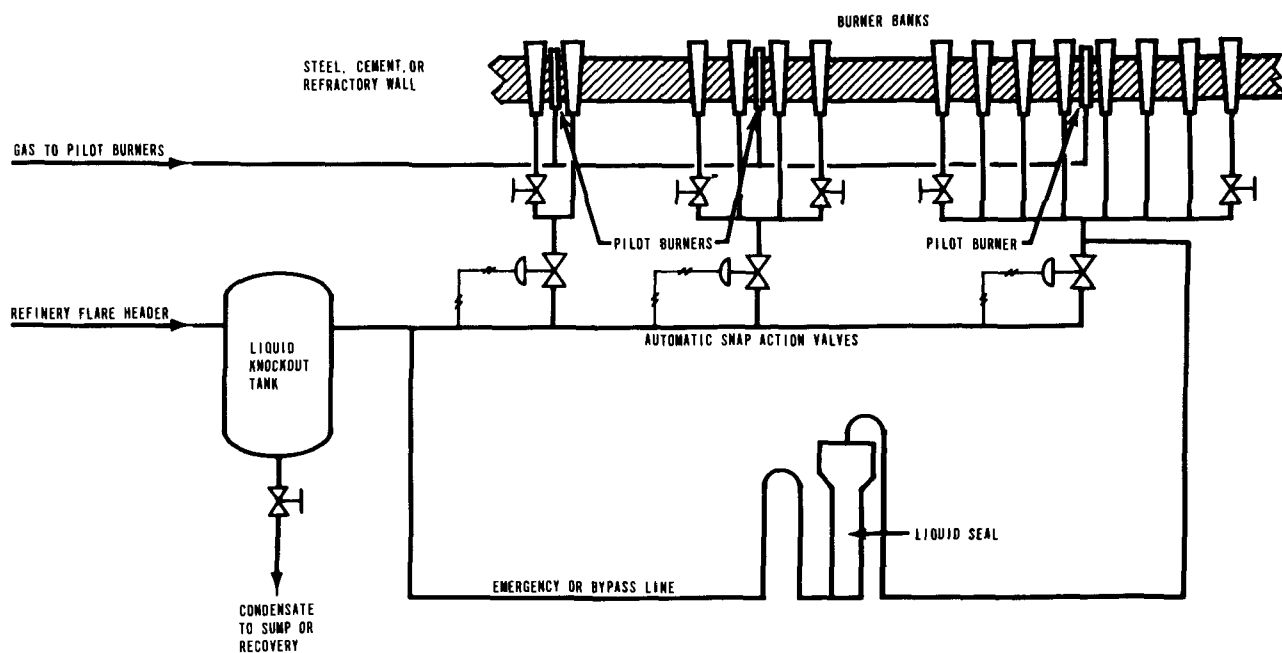 BURNER BANKS
STEEL, CEMENT, OR
REFRACTORY WALL
GAS TO PILOT BURNERS
PILOT BURNERS
PILOT BURNER
REFINERY FLARE HEADER
AUTOMATIC SNAP ACTION VALVES
LIQUID
KNOCKOUT
TANK
LIQUID SEAL
EMERGENCY OR BYPASS LINE
CONDENSATE
TO SUMP OR
RECOVERY